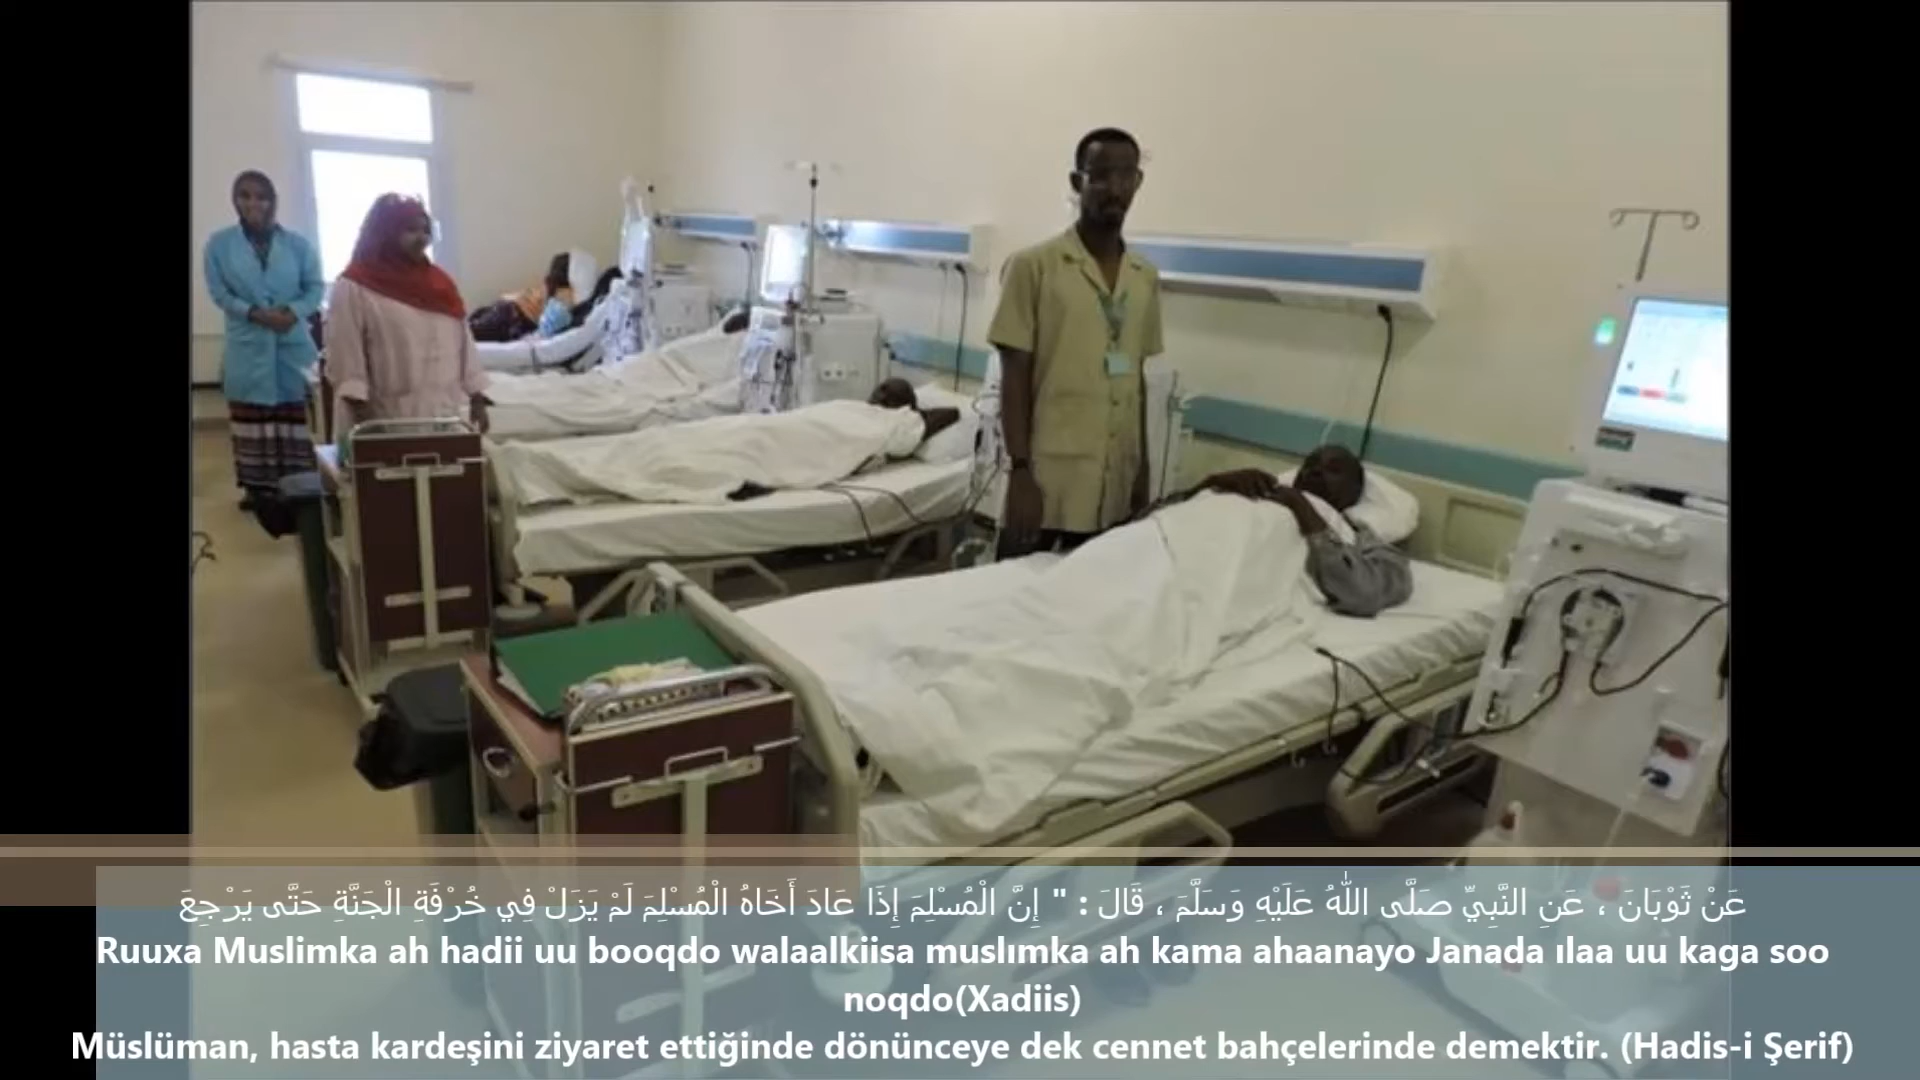 عَنْ ثَوْبَانَ ، عَنِ النَّبِيِّ صَلَّى اللهُ عَلَيْهِ وَسَلَّمَ ، قَالَ : " إِنَّ الْمُسْلِمَ إِذَا عَادَ أَخَاهُ الْمُسْلِمَ لَمْ يَزَلْ فِي خُرْفَةِ الْجَنَّةِ حَتَّى يَرْجِعَ
Ruuxa Muslimka ah hadii uu booqdo walaalkiisa muslımka ah kama ahaanayo Janada ılaa uu kaga soo
noqdo(Xadiis)
Müslüman, hasta kardeşini ziyaret ettiğinde dönünceye dek cennet bahçelerinde demektir. (Hadis-i Şerif)